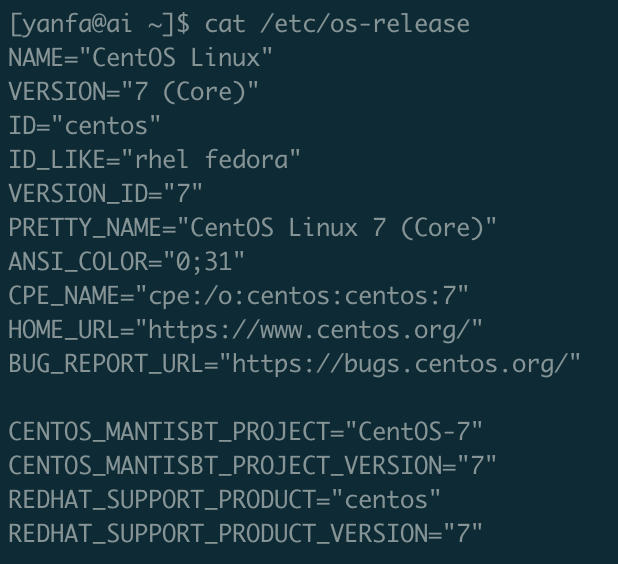 [yanfa@ai ~]$ cat /etc/os-release
NAME="CentOS Linux"
VERSION="7 (Core)"
ID="centos"
ID_LIKE="rhel fedora"
VERSION_ID="7"
PRETTY_NAME="CentOS Linux 7 (Core)"
ANSI_COLOR="0;31"
CPE_NAME="cpe:/o:centos:centos:7"
HOME_URL="https://www.centos.org/"
BUG_REPORT_URL="https://bugs.centos.org/"

CENTOS_MANTISBT_PROJECT="CentOS-7"
CENTOS_MANTISBT_PROJECT_VERSION="7"
REDHAT_SUPPORT_PRODUCT="centos"
REDHAT_SUPPORT_PRODUCT_VERSION="7"